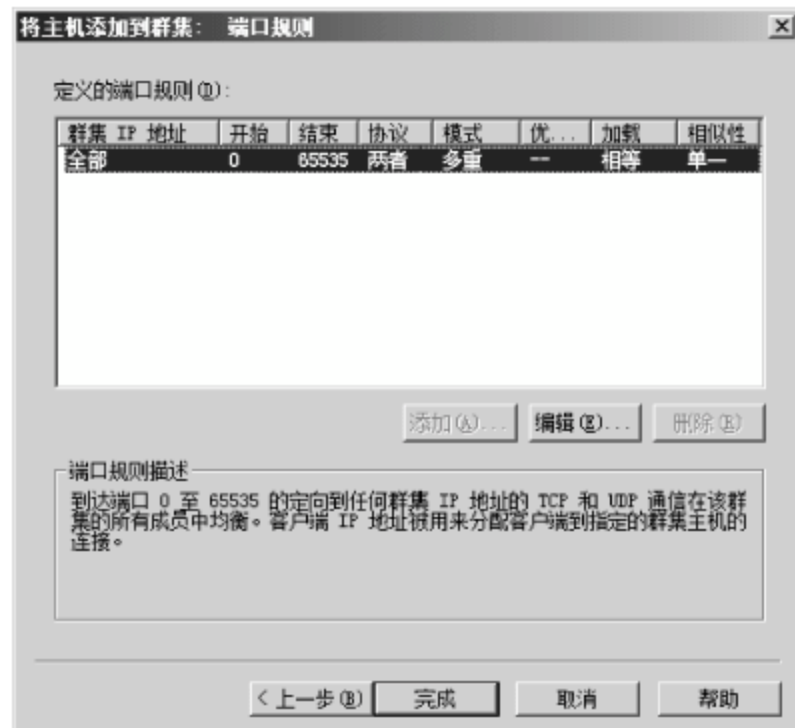 将主机添加到群集： 端口规则
定义的端口规则(D):
群集 IP 地址 开始 结束 协议 模式 优... 加载 相似性
全部 0 65535 两者 多重 -- 相等 单一
添加(A)... 编辑(E)... 删除(R)
端口规则描述
到达端口 0 至 65535 的定向到任何群集 IP 地址的 TCP 和 UDP 通信在该群
集的所有成员中均衡。客户端 IP 地址被用来分配客户端到指定的群集主机的
连接。
< 上一步(B) 完成 取消 帮助